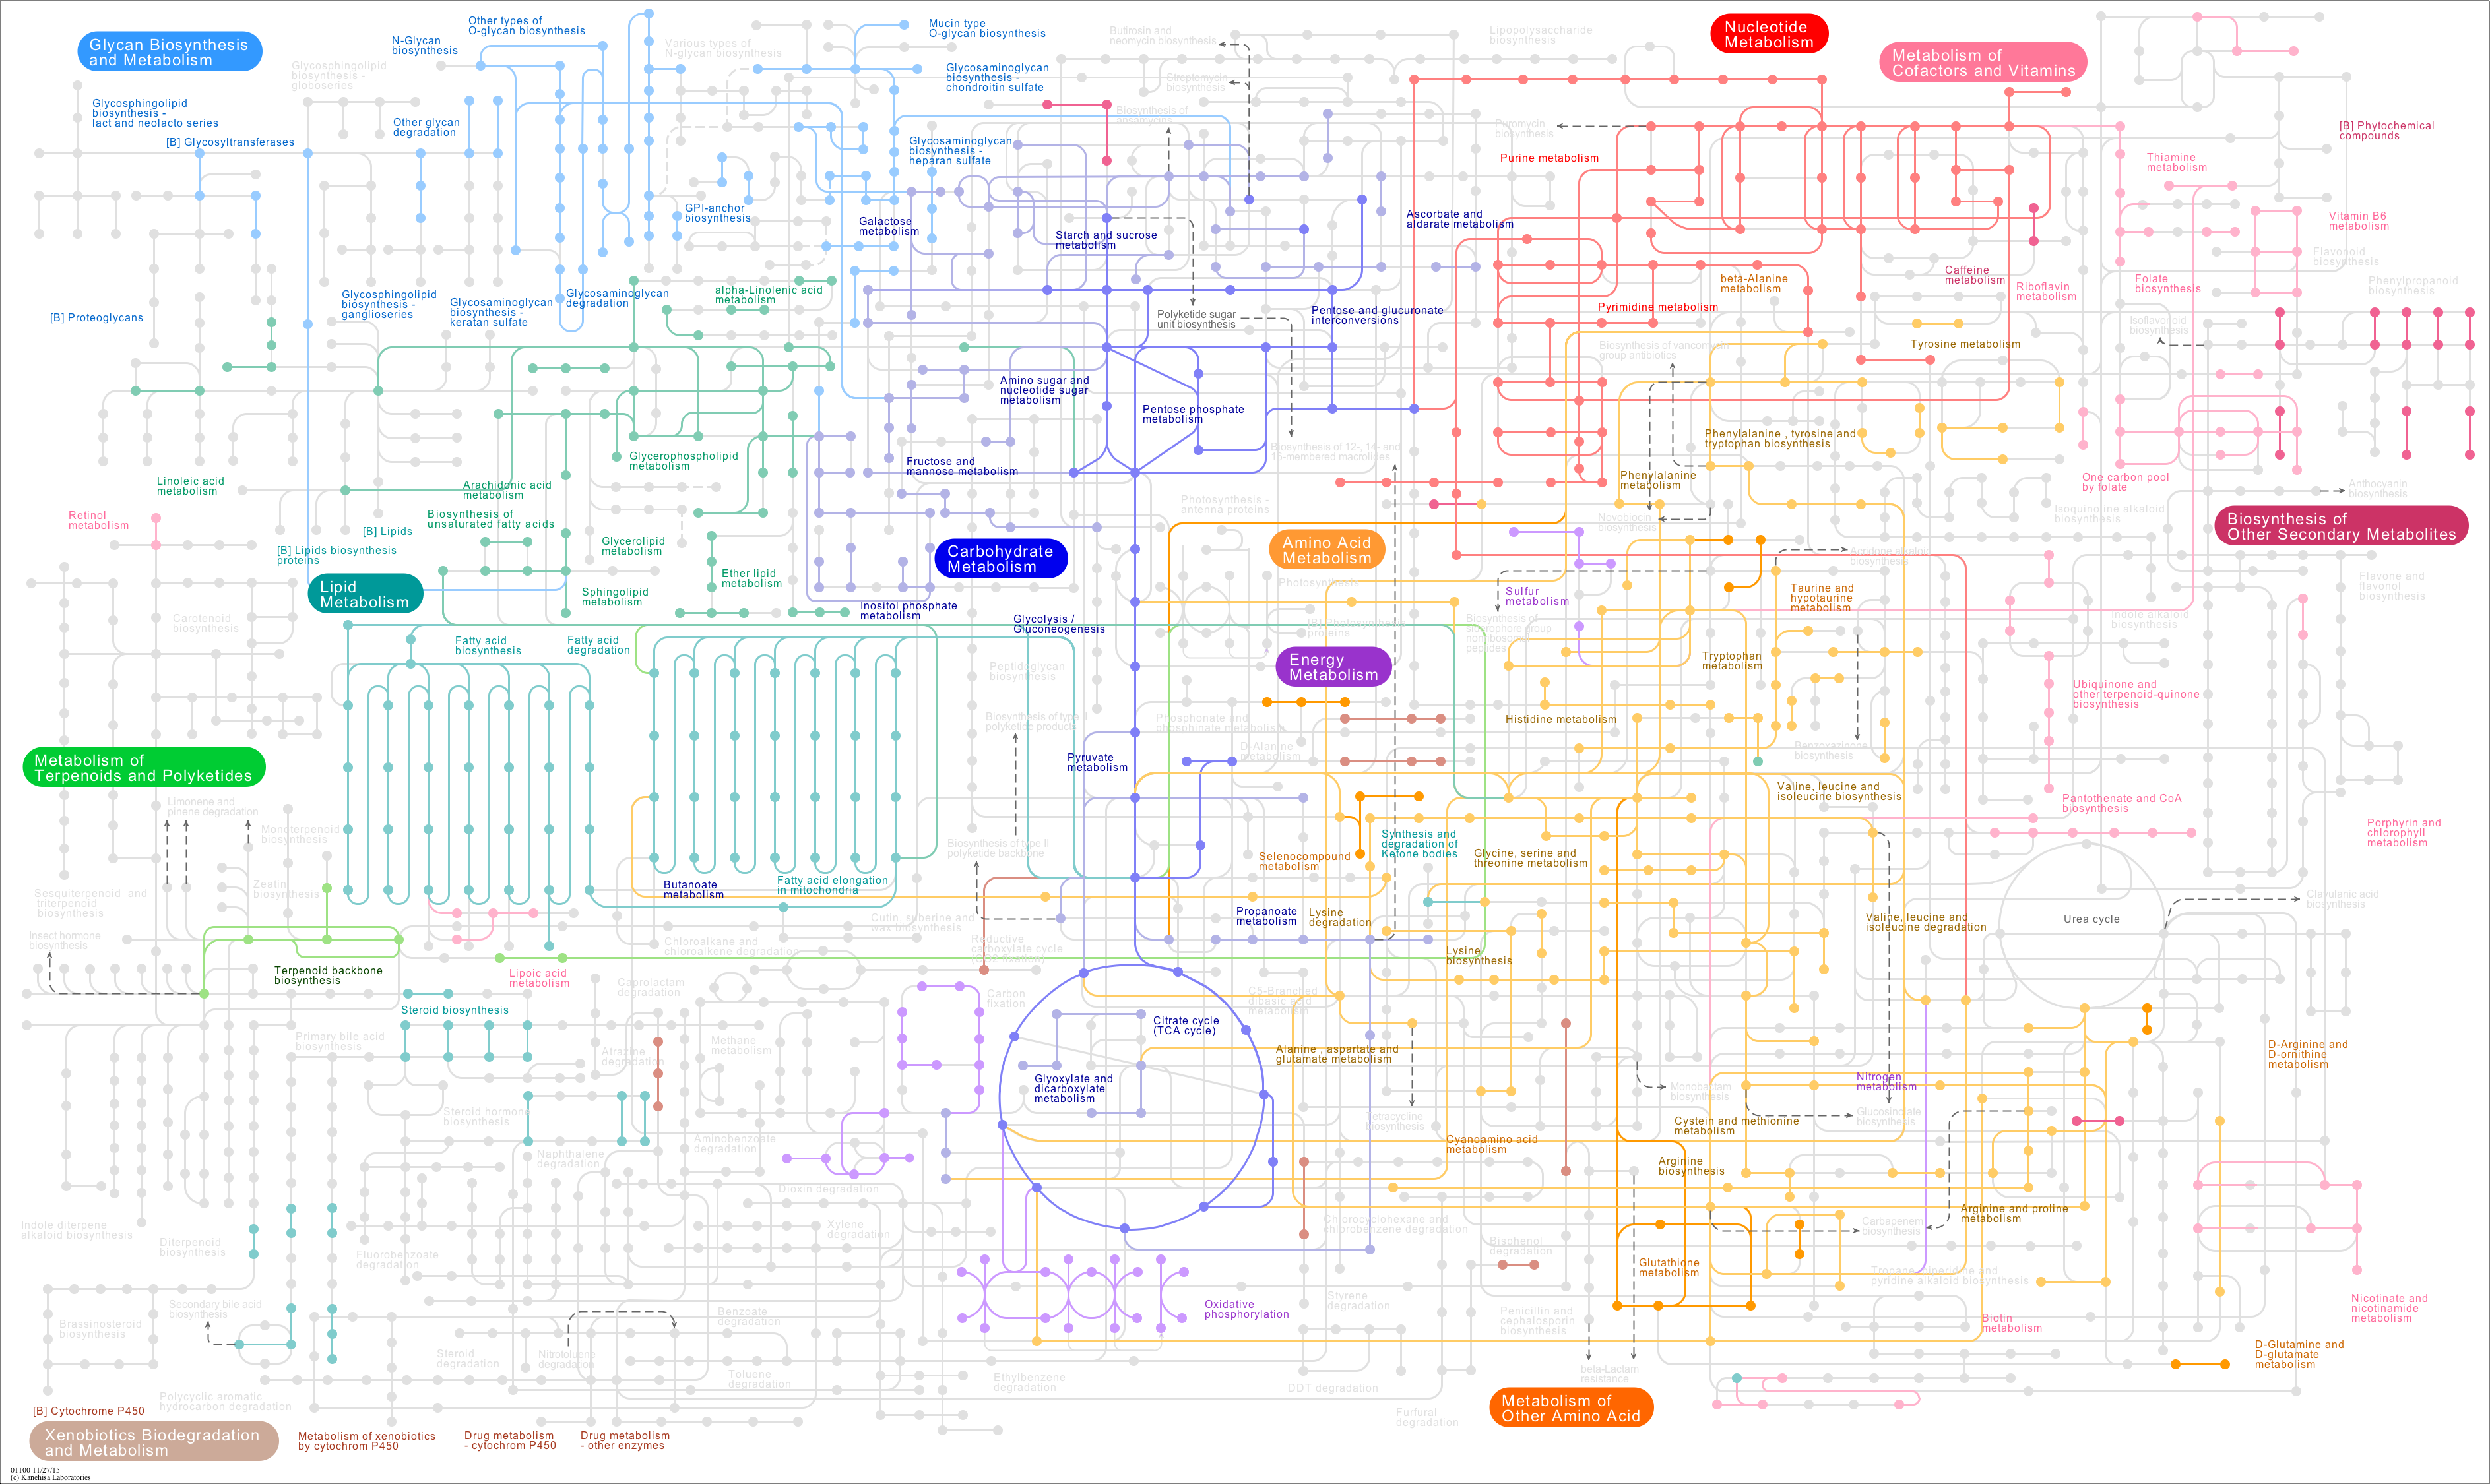 Glycan Biosynthesis
and Metabolism
Nucleotide
Metabolism
Metabolism of
Cofactors and Vitamins
Other types of
O-glycan biosynthesis
N-Glycan
biosynthesis
Various types of
N-glycan biosynthesis
Mucin type
O-glycan biosynthesis
Butirosin and
neomycin biosynthesis
Lipopolysaccharide
biosynthesis
Glycosphingolipid
biosynthesis -
globoseries
Glycosaminoglycan
biosynthesis -
chondroitin sulfate
Streptomycin
biosynthesis
Glycosphingolipid
biosynthesis -
lact and neolacto series
Other glycan
degradation
Biosynthesis of
ansamycins
Puromycin
biosynthesis
[B] Phytochemical
compounds
[B] Glycosyltransferases
Glycosaminoglycan
biosynthesis -
heparan sulfate
Purine metabolism
Thiamine
metabolism
GPI-anchor
biosynthesis
Galactose
metabolism
Starch and sucrose
metabolism
Ascorbate and
aldarate metabolism
Vitamin B6
metabolism
Flavonoid
biosynthesis
Glycosphingolipid
biosynthesis -
ganglioseries
Glycosaminoglycan
biosynthesis -
keratan sulfate
Glycosaminoglycan
degradation
alpha-Linolenic acid
metabolism
beta-Alanine
metabolism
Caffeine
metabolism
Riboflavin
metabolism
Folate
biosynthesis
Phenylpropanoid
biosynthesis
[B] Proteoglycans
Polyketide sugar
unit biosynthesis
Pentose and glucuronate
interconversions
Pyrimidine metabolism
Isoflavonoid
biosynthesis
Biosynthesis of vancomycin
group antibiotics
Tyrosine metabolism
Amino sugar and
nucleotide sugar
metabolism
Pentose phosphate
metabolism
Glycerophospholipid
metabolism
Fructose and
mannose metabolism
Biosynthesis of 12-, 14- and
16-membered macrolides
Phenylalanine , tyrosine and
tryptophan biosynthesis
Phenylalanine
metabolism
One carbon pool
by folate
Linoleic acid
metabolism
Arachidonic acid
metabolism
Anthocyanin
biosynthesis
Retinol
metabolism
Biosynthesis of
unsaturated fatty acids
[B] Lipids
Photosynthesis -
antenna proteins
Novobiocin
biosynthesis
Isoquinoline alkaloid
biosynthesis
Biosynthesis of
Other Secondary Metabolites
[B] Lipids biosynthesis
proteins
Glycerolipid
metabolism
Carbohydrate
Metabolism
Amino Acid
Metabolism
Acridone alkaloid
biosynthesis
Lipid
Metabolism
Ether lipid
metabolism
Photosynthesis
Sphingolipid
metabolism
Inositol phosphate
metabolism
Sulfur
metabolism
Taurine and
hypotaurine
metabolism
Flavone and
flavonol
biosynthesis
Carotenoid
biosynthesis
Glycolysis /
Gluconeogenesis
[B] Photosynthesis
proteins
Biosynthesis of
siderophore group
nonribosomal
peptides
Indole alkaloid
biosynthesis
Fatty acid
biosynthesis
Fatty acid
degradation
Peptidoglycan
biosynthesis
Energy
Metabolism
Tryptophan
metabolism
Ubiquinone and
other terpenoid-quinone
biosynthesis
Biosynthesis of type I
polyketide products
Phosphonate and
phosphinate metabolism
Histidine metabolism
Metabolism of
Terpenoids and Polyketides
Pyruvate
metabolism
D-Alanine
metabolism
Benzoxazinone
biosynthesis
Valine, leucine and
isoleucine biosynthesis
Pantothenate and CoA
biosynthesis
Limonene and
pinene degradation
Monoterpenoid
biosynthesis
Biosynthesis of type II
polyketide backbone
Synthesis and
degradation of
Ketone bodies
Porphyrin and
chlorophyll
metabolism
Selenocompound
metabolism
Glycine, serine and
threonine metabolism
Zeatin
biosynthesis
Butanoate
metabolism
Fatty acid elongation
in mitochondria
Sesquiterpenoid and
triterpenoid
biosynthesis
Cutin, suberine and
wax biosynthesis
Propanoate
metabolism
Lysine
degradation
Valine, leucine and
isoleucine degradation
Urea cycle
Clavulanic acid
biosynthesis
Insect hormone
biosynthesis
Chloroalkane and
chloroalkene degradation
Reductive
carboxylate cycle
(CO2 fixation)
Lysine
biosynthesis
Terpenoid backbone
biosynthesis
Lipoic acid
metabolism
Caprolactam
degradation
Carbon
fixation
C5-Branched
dibasic acid
metabolism
Steroid biosynthesis
Primary bile acid
biosynthesis
Atrazine
degradation
Methane
metabolism
Citrate cycle
(TCA cycle)
Alanine , aspartate and
glutamate metabolism
D-Arginine and
D-ornithine
metabolism
Glyoxylate and
dicarboxylate
metabolism
Nitrogen
metabolism
Monobactam
biosynthesis
Steroid hormone
biosynthesis
Tetracycline
biosynthesis
Glucosinolate
biosynthesis
Cystein and methionine
metabolism
Aminobenzoate
degradation
Cyanoamino acid
metabolism
Naphthalene
degradation
Arginine
biosynthesis
Dioxin degradation
Arginine and proline
metabolism
Indole diterpene
alkaloid biosynthesis
Xylene
degradation
Chlorocyclohexane and
chlorobenzene degradation
Carbapenem
biosynthesis
Diterpenoid
biosynthesis
Fluorobenzoate
degradation
Bisphenol
degradation
Glutathione
metabolism
Tropane, piperidine and
pyridine alkaloid biosynthesis
Secondary bile acid
biosynthesis
Oxidative
phosphorylation
Styrene
degradation
Nicotinate and
nicotinamide
metabolism
Brassinosteroid
biosynthesis
Benzoate
degradation
Penicillin and
cephalosporin
biosynthesis
Biotin
metabolism
Steroid
degradation
Nitrotoluene
degradation
D-Glutamine and
D-glutamate
metabolism
Toluene
degradation
Ethylbenzene
degradation
DDT degradation
beta-Lactam
resistance
Polycyclic aromatic
hydrocarbon degradation
Metabolism of
Other Amino Acid
Furfural
degradation
[B] Cytochrome P450
Xenobiotics Biodegradation
and Metabolism
Metabolism of xenobiotics
by cytochrom P450
Drug metabolism
- cytochrom P450
Drug metabolism
- other enzymes
01100 11/27/15
(c) Kanehisa Laboratories